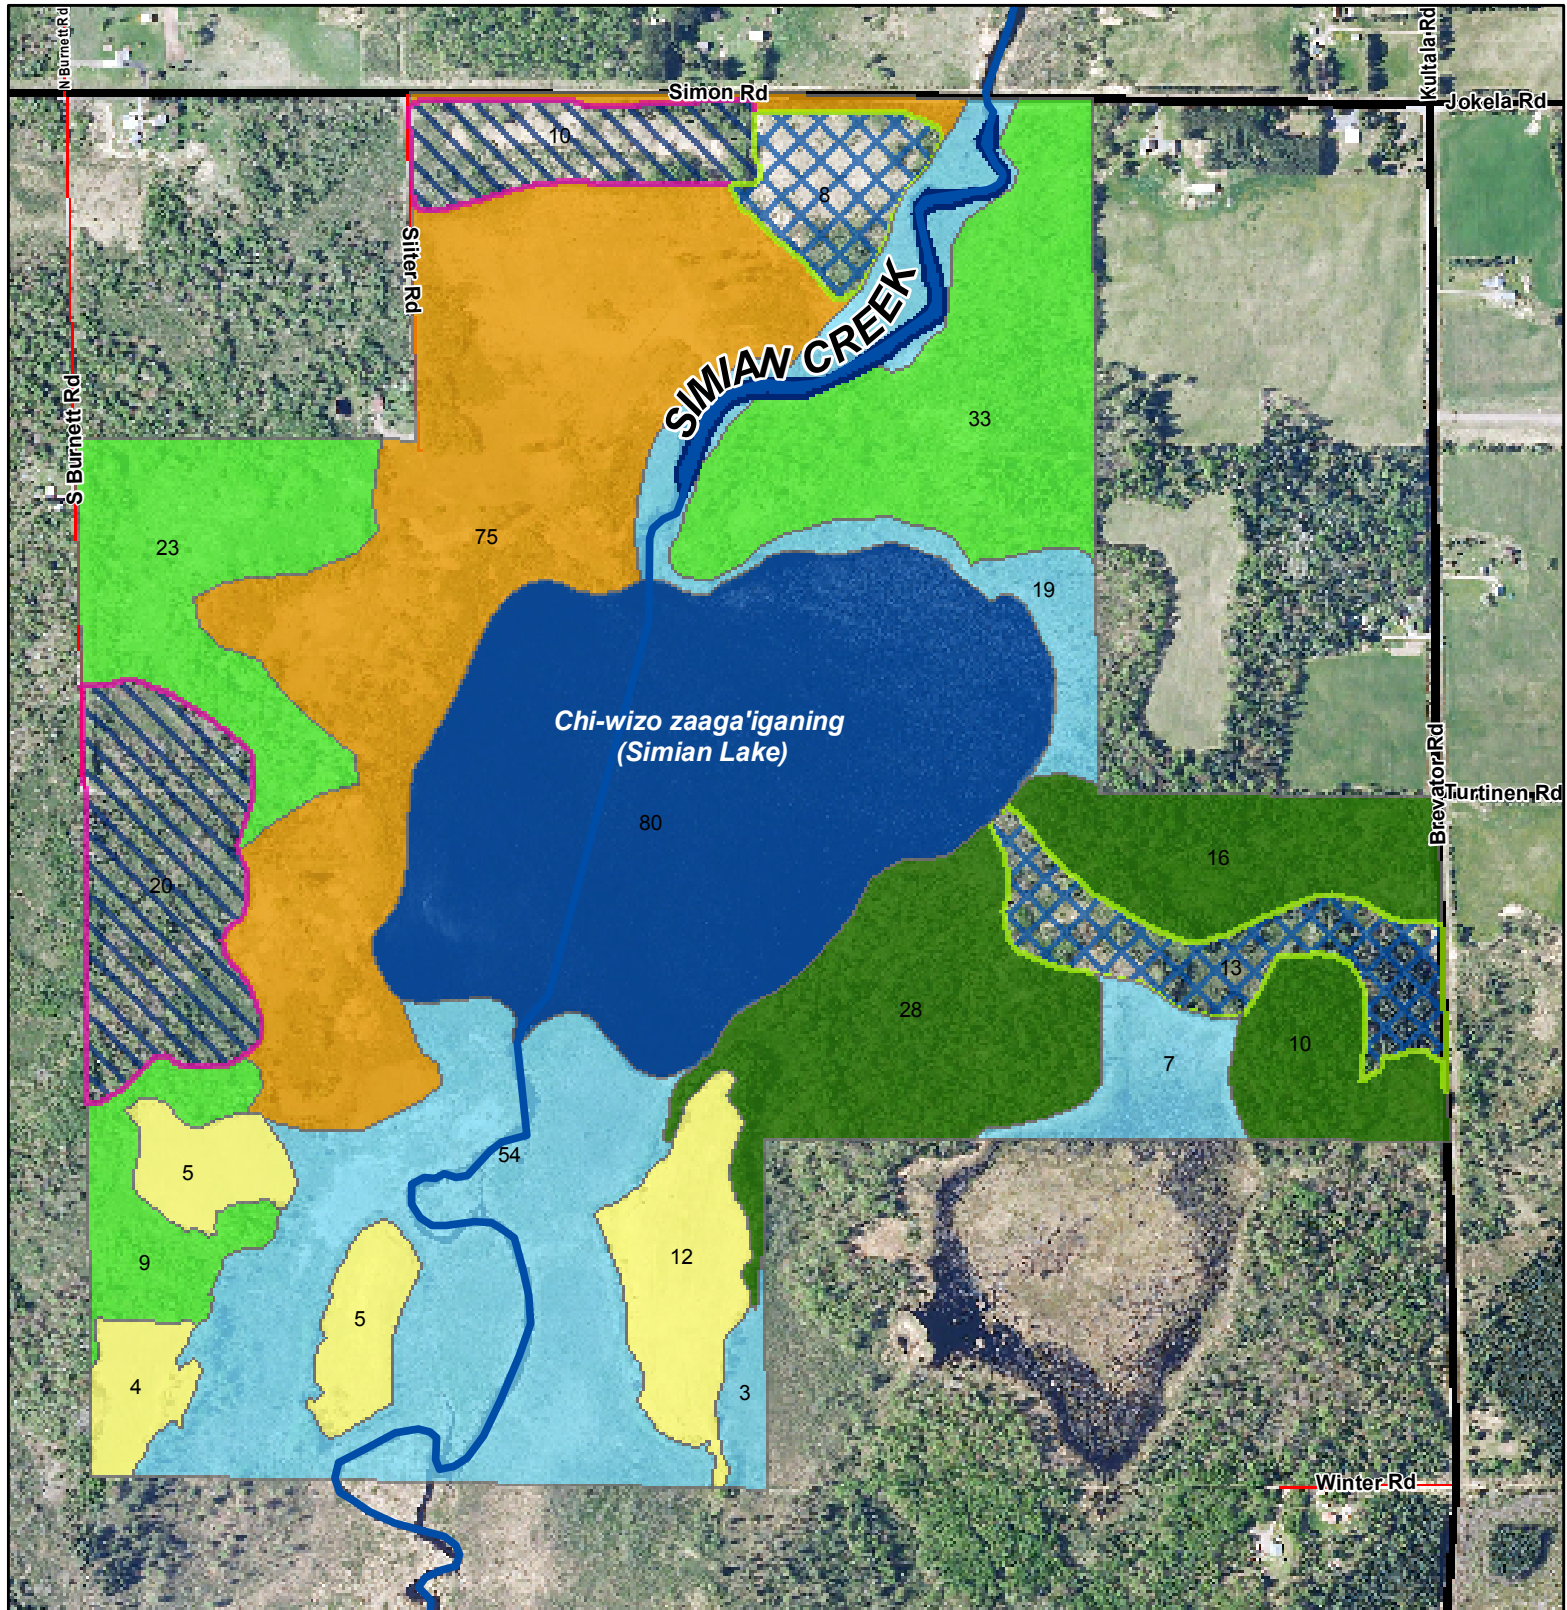 N Burnett Rd
Kultala Rd
Simon Rd
Jokela Rd
10
8
Siiter Rd
SIMIAN CREEK
33
S Burnett Rd
75
23
19
Chi-wizo zaaga'iganing
(Simian Lake)
80
Brevator Rd
Turtinen Rd
16
20
13
28
10
7
54
5
12
9
5
4
3
Winter Rd